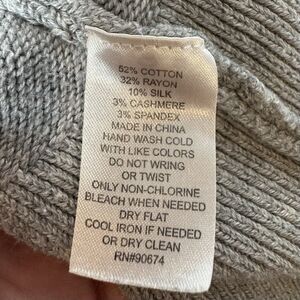 52% COTTON
32% RAYON
10% SILK
3% CASHMERE
3% SPANDEX
MADE IN CHINA
HAND WASH COLD
WITH LIKE COLORS
DO NOT WRING
OR TWIST
ONLY NON-CHLORINE
BLEACH WHEN NEEDED
DRY FLAT
COOL IRON IF NEEDED
OR DRY CLEAN
RN#90674